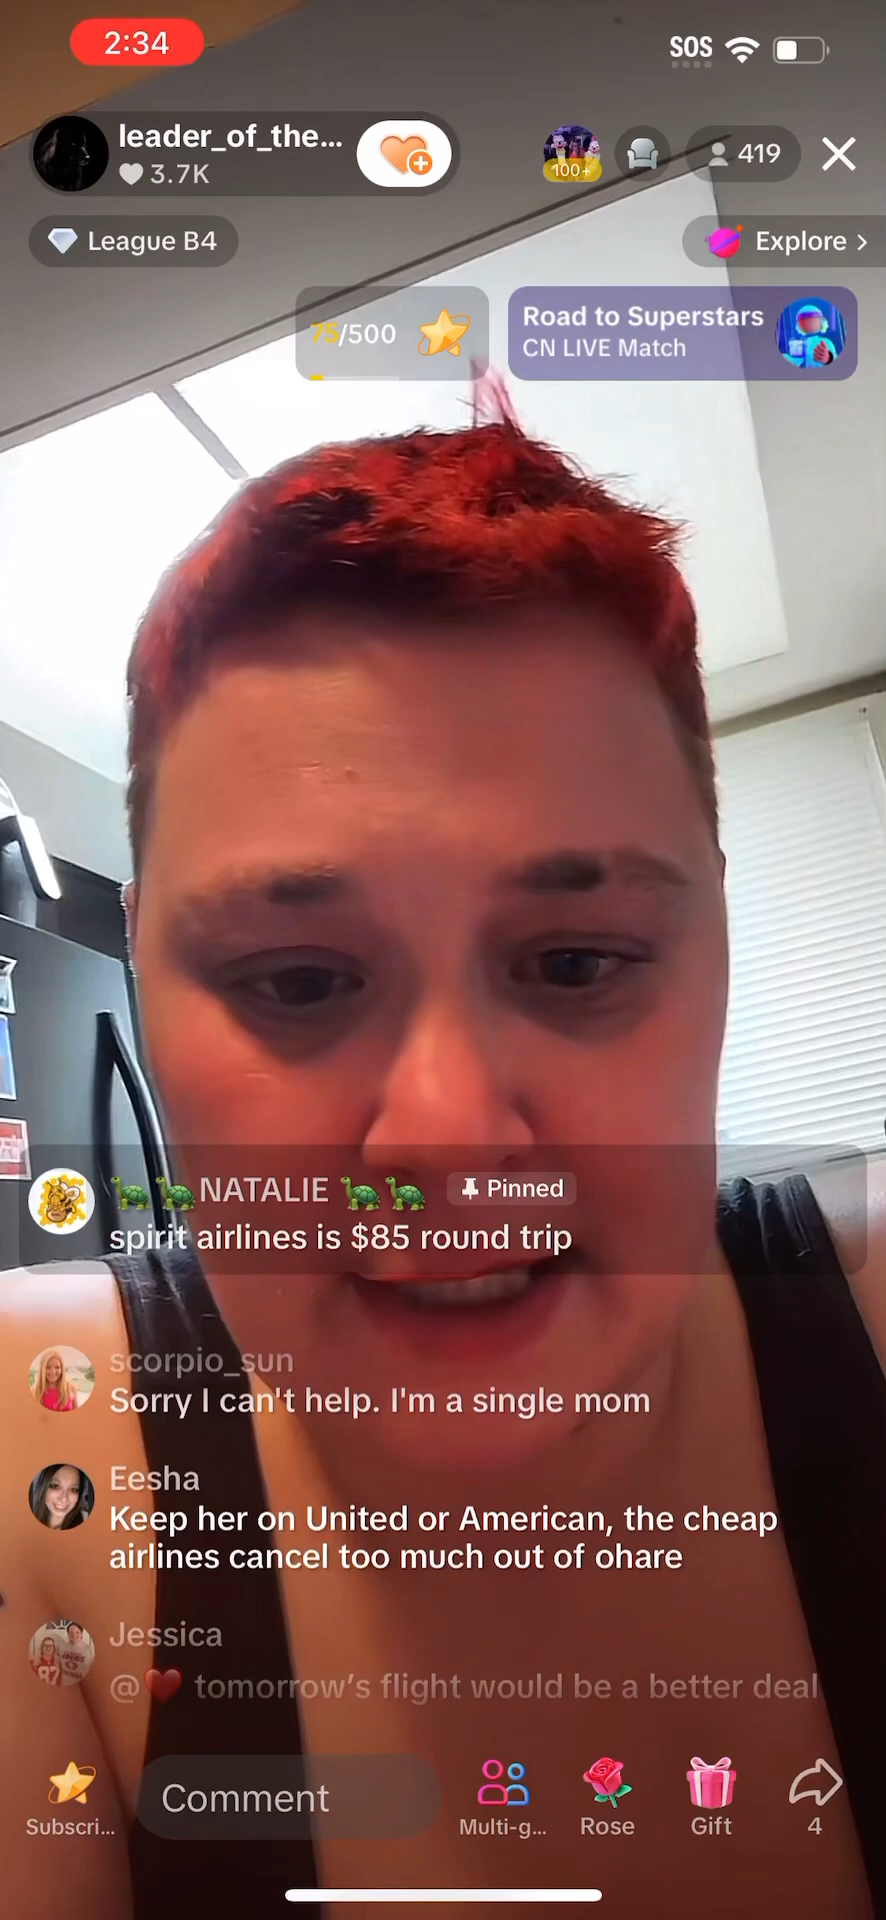 2:34
SOS
leader_of_the...
3.7K
100+
419
League B4
Explore >
75/500
Road to Superstars
CN LIVE Match
🐢🐢NATALIE 🐢🐢 Pinned
spirit airlines is $85 round trip
scorpio_sun
Sorry I can't help. I'm a single mom
Eesha
Keep her on United or American, the cheap
airlines cancel too much out of ohare
Jessica
@❤️ tomorrow's flight would be a better deal
Subscri...
Comment
Multi-g...
Rose
Gift
4